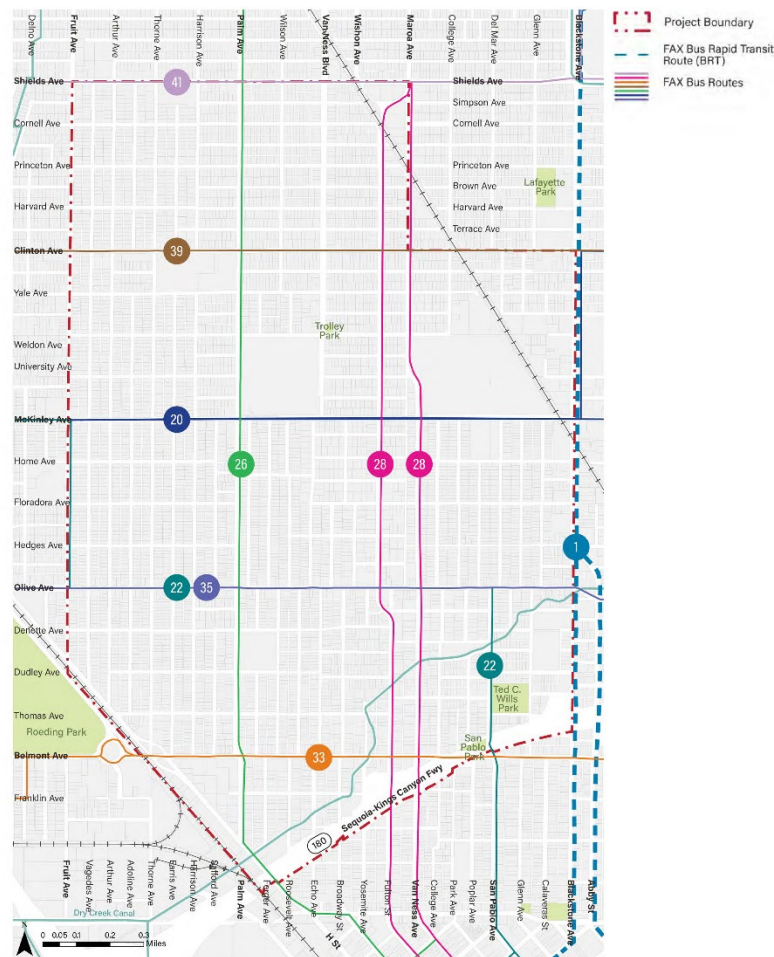 Delno Ave
Fruit Ave
Arthur Ave
Thorne Ave
Harrison Ave
Palm Ave
Wilson Ave
Van Ness Blvd
Wishon Ave
Maroa Ave
College Ave
Del Mar Ave
Glenn Ave
Blackstone Ave
Project Boundary
FAX Bus Rapid Transit
Route (BRT)
FAX Bus Routes
Shields Ave
41
Shields Ave
Simpson Ave
Cornell Ave
Cornell Ave
Princeton Ave
Princeton Ave
Brown Ave
Lafayette
Park
Harvard Ave
Harvard Ave
Terrace Ave
Clinton Ave
39
Yale Ave
Trolley
Park
Weldon Ave
University Ave
McKinley Ave
20
Home Ave
26
28
28
Floradora Ave
Hedges Ave
1
Olive Ave
22
35
Dennett Ave
22
Dudley Ave
Ted C.
Wills
Park
Thomas Ave
Roeding Park
San
Pablo
Park
Belmont Ave
33
Franklin Ave
Sequoia-Kings Canyon Fwy
180
Fruit Ave
Vagedes Ave
Arthur Ave
Adoline Ave
Thorne Ave
Farris Ave
Harrison Ave
Safford Ave
Palm Ave
Ferger Ave
Roosevelt Ave
Echo Ave
Broadway St
Yosemite Ave
Fulton St
Van Ness Ave
College Ave
Park Ave
Poplar Ave
San Pablo Ave
Glenn Ave
Calaveras St
Blackstone Ave
Abby St
H St
Dry Creek Canal
0 0.05 0.1 0.2 0.3
Miles